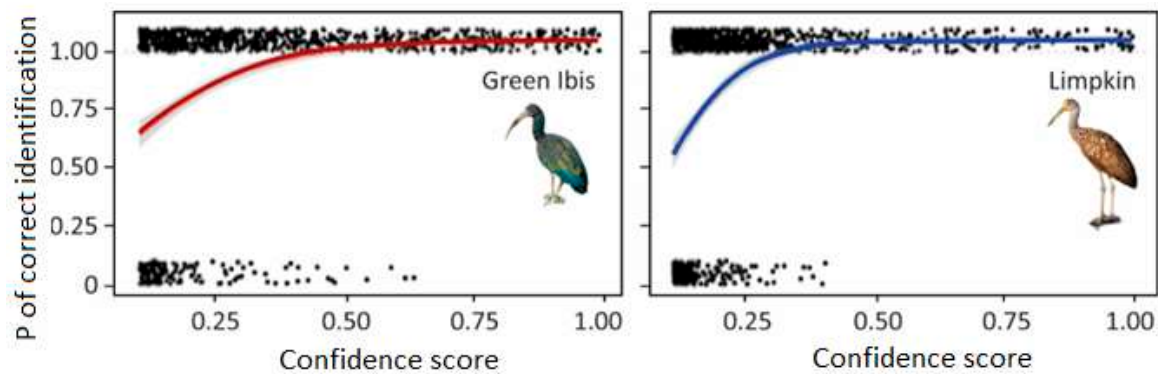 P of correct identification
1.00
0.75
0.50
0.25
0
Green Ibis
0.25 0.50 0.75 1.00
Confidence score
Limpkin
0.25 0.50 0.75 1.00
Confidence score